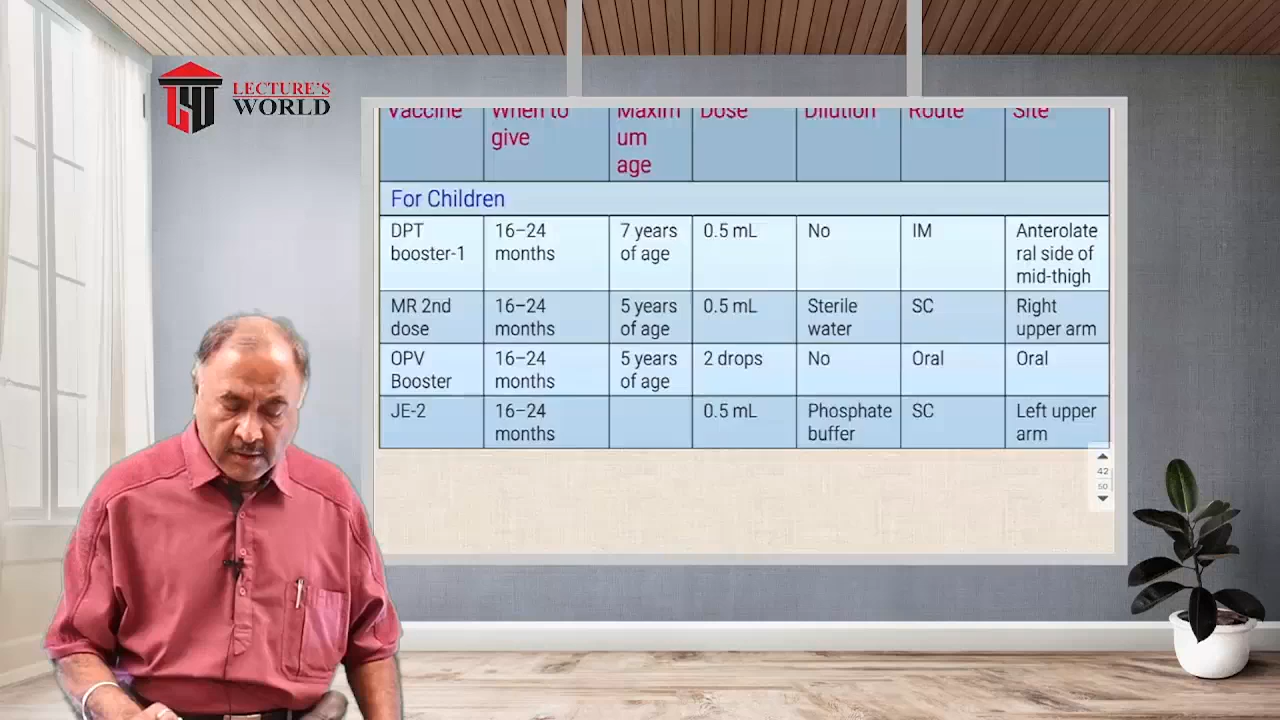 LECTURE'S
WORLD
Vaccine When to give Maximum age Dose Dilution Route Site
For Children
DPT booster-1 16–24 months 7 years of age 0.5 mL No IM Anterolateral side of mid-thigh
MR 2nd dose 16–24 months 5 years of age 0.5 mL Sterile water SC Right upper arm
OPV Booster 16–24 months 5 years of age 2 drops No Oral Oral
JE-2 16–24 months 0.5 mL Phosphate buffer SC Left upper arm
42
50